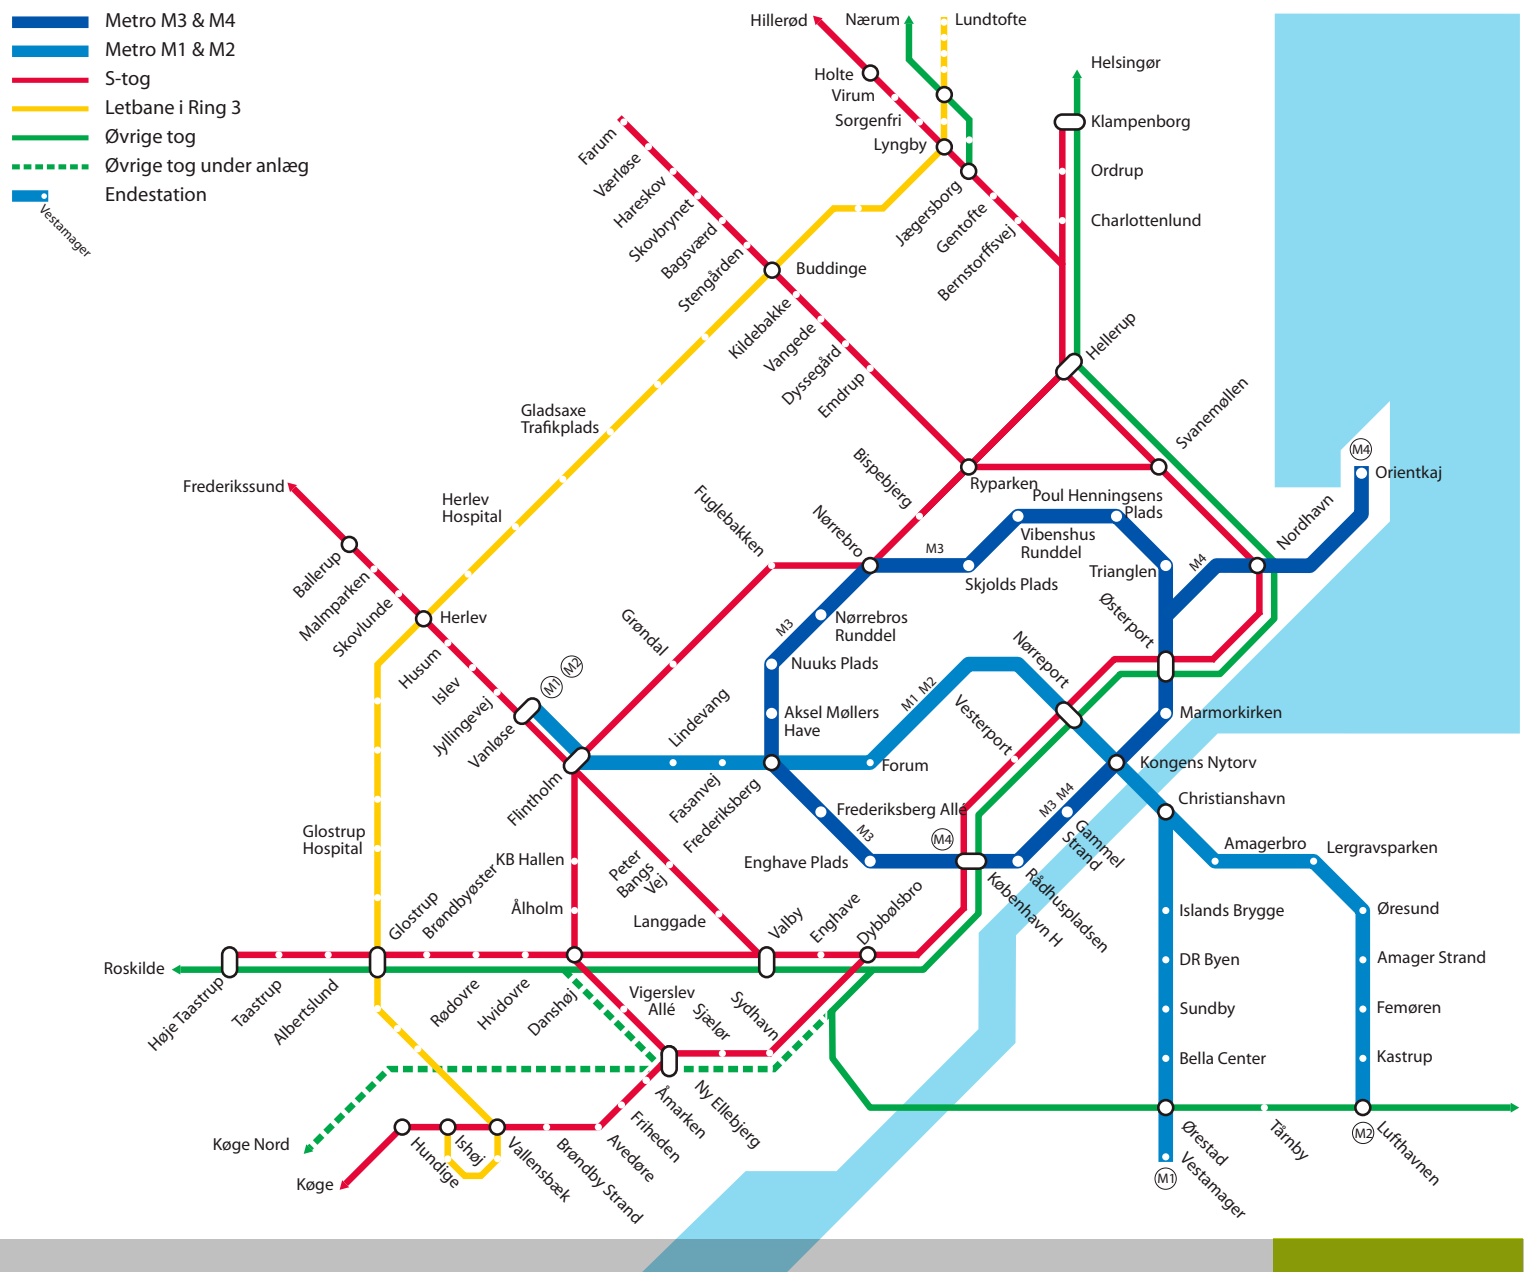 Metro M3 & M4
Metro M1 & M2
S-tog
Letbane i Ring 3
Øvrige tog
Øvrige tog under anlæg
Endestation
Vestamager
Hillerød
Nærum
Lundtofte
Helsingør
Holte
Virum
Sorgenfri
Lyngby
Jægersborg
Gentofte
Bernstorffsvej
Klampenborg
Ordrup
Charlottenlund
Hellerup
Svanemøllen
Farum
Værløse
Hareskov
Skovbrynet
Bagsværd
Stengården
Buddinge
Kildebakke
Vangede
Dyssegård
Emdrup
Gladsaxe
Trafikplads
Herlev
Hospital
Frederikssund
Ballerup
Malmparken
Skovlunde
Herlev
Husum
Islev
Jyllingevej
Vanløse
M1
M2
Flintholm
Grøndal
Fuglebakken
Nørrebro
Bispebjerg
Ryparken
Poul Henningsens
Plads
Vibenshus
Runddel
Skjolds Plads
M3
Trianglen
M4
Nordhavn
M4
Orientkaj
Østerport
Nørreport
Vesterport
M3
Nørrebros
Runddel
Nuuks Plads
Aksel Møllers
Have
M1 M2
Lindevang
Fasanvej
Frederiksberg
Forum
Marmorkirken
Kongens Nytorv
Christianshavn
Frederiksberg Allé
M3
Enghave Plads
M4
København H
Rådhuspladsen
M3 M4
Gammel
Strand
Amagerbro
Lergravsparken
Øresund
Amager Strand
Femøren
Kastrup
M2
Lufthavnen
Islands Brygge
DR Byen
Sundby
Bella Center
Ørestad
Vestamager
M1
Tårnby
Glostrup
Hospital
KB Hallen
Ålholm
Peter
Bangs
Vej
Langgade
Valby
Enghave
Dybbølsbro
Glostrup
Brøndbyøster
Roskilde
Høje Taastrup
Taastrup
Albertslund
Rødovre
Hvidovre
Danshøj
Vigerslev
Allé
Sjælør
Sydhavn
Ny Ellebjerg
Åmarken
Friheden
Avedøre
Brøndby Strand
Vallensbæk
Ishøj
Hundige
Køge Nord
Køge